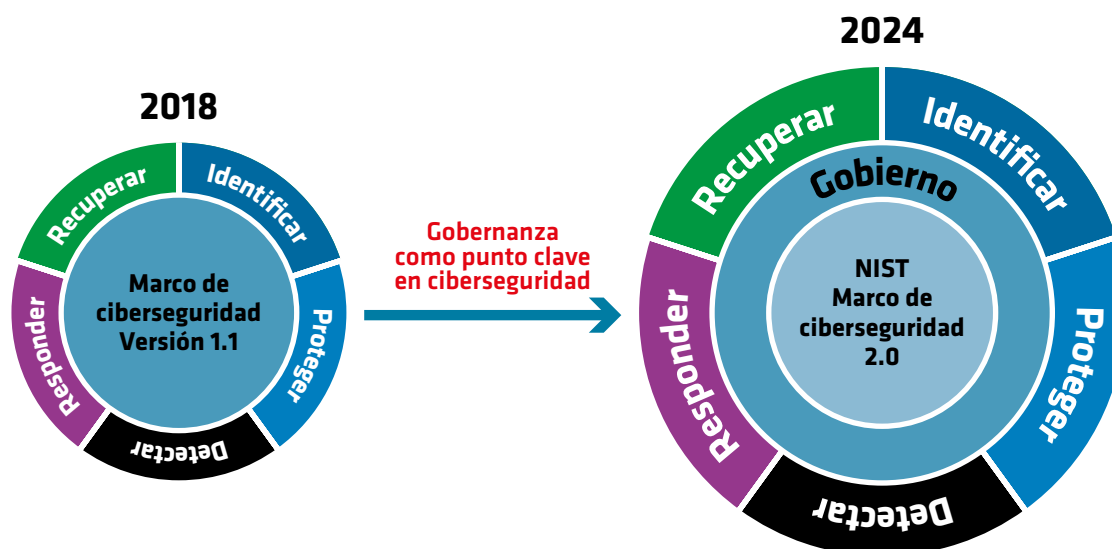 2018
Recuperar
Identificar
Proteger
Detectar
Responder
Marco de
ciberseguridad
Versión 1.1
Gobernanza
como punto clave
en ciberseguridad
2024
Recuperar
Identificar
Proteger
Detectar
Responder
Gobierno
NIST
Marco de
ciberseguridad
2.0